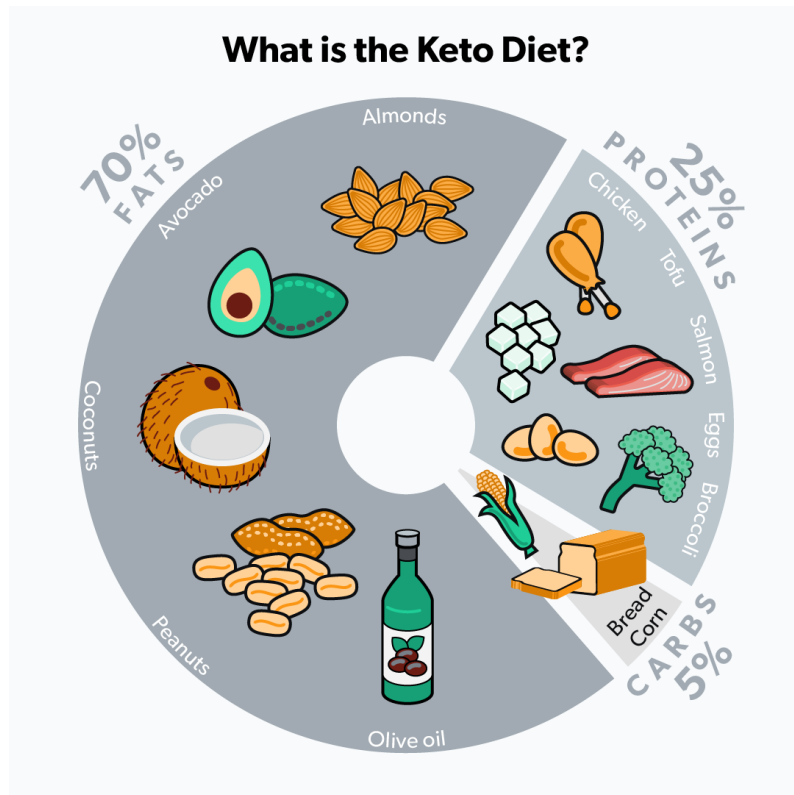 What is the Keto Diet?
70%
FATS
Almonds
Avocado
Coconuts
Peanuts
Olive oil
25%
PROTEINS
Chicken
Tofu
Salmon
Eggs
Broccoli
Bread
Corn
CARBS
5%